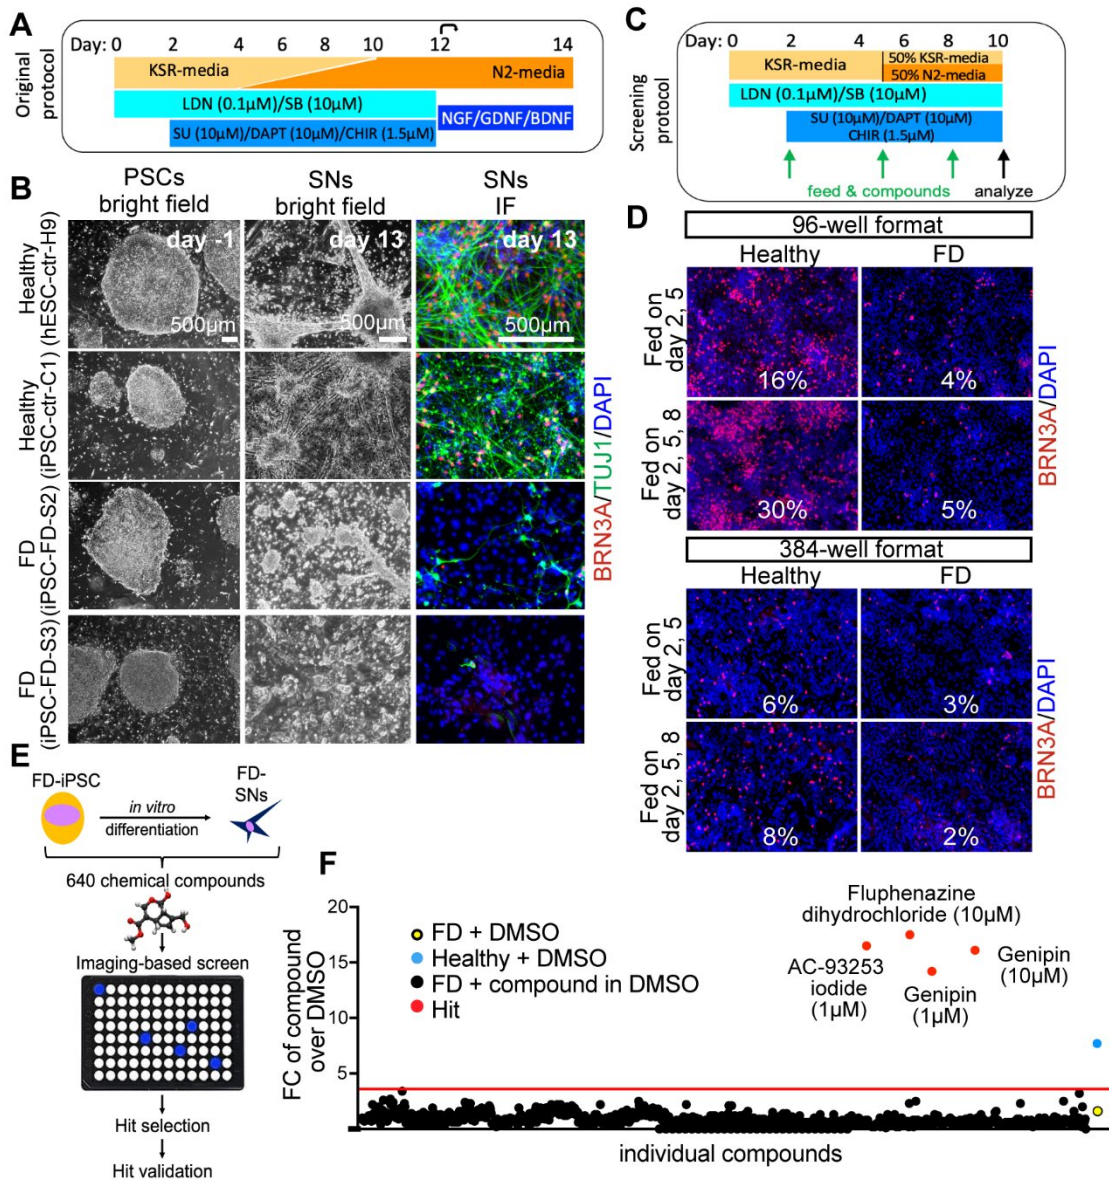 A
Original
protocol
Day: 0 2 4 6 8 10 12 14
KSR-media
N2-media
LDN (0.1µM)/SB (10µM)
SU (10µM)/DAPT (10µM)/CHIR (1.5µM)
NGF/GDNF/BDNF
B
PSCs
bright field
SNs
bright field
SNs
IF
Healthy
(hESC-ctr-H9)
day -1
500µm
day 13
500µm
day 13
500µm
Healthy
(iPSC-ctr-C1)
FD
(iPSC-FD-S2)
FD
(iPSC-FD-S3)
BRN3A/TUJ1/DAPI
C
Screening
protocol
Day: 0 2 4 6 8 10
KSR-media
50% KSR-media
50% N2-media
LDN (0.1µM)/SB (10µM)
SU (10µM)/DAPT (10µM)
CHIR (1.5µM)
feed & compounds
analyze
D
96-well format
Healthy
FD
Fed on
day 2, 5
16%
4%
Fed on
day 2, 5, 8
30%
5%
BRN3A/DAPI
384-well format
Healthy
FD
Fed on
day 2, 5
6%
3%
Fed on
day 2, 5, 8
8%
2%
BRN3A/DAPI
E
FD-iPSC
in vitro
differentiation
FD-
SNs
640 chemical compounds
Imaging-based screen
Hit selection
Hit validation
F
FC of compound
over DMSO
20
15
10
5
FD + DMSO
Healthy + DMSO
FD + compound in DMSO
Hit
Fluphenazine
dihydrochloride (10µM)
AC-93253
iodide
(1µM)
Genipin
(1µM)
Genipin
(10µM)
individual compounds